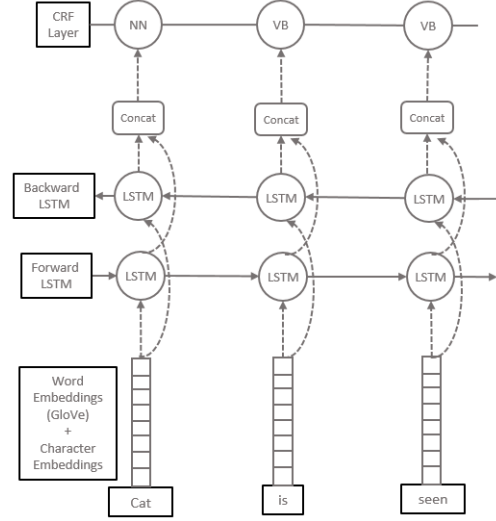 CRF
Layer
NN
VB
VB
Concat
Concat
Concat
Backward
LSTM
LSTM
LSTM
LSTM
Forward
LSTM
LSTM
LSTM
LSTM
Word
Embeddings
(GloVe)
+
Character
Embeddings
Cat
is
seen